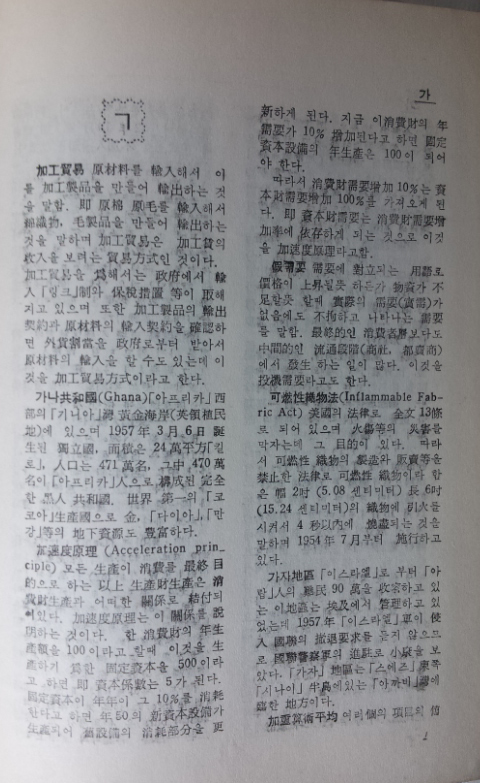 가
ㄱ
加工貿易 原材料를 輸入해서 이
를 加工製品을 만들어 輸出하는 것
을 말함. 即 原棉 原毛를 輸入해서
綿織物, 毛製品을 만들어 輸出하는
것을 말하며 加工貿易은 加工賃의
收入을 보려는 貿易方式인 것이다.
加工貿易을 爲해서는 政府에서 輸
入「링크」制와 保稅措置 等이 取해
지고 있으며 또한 加工製品의 輸出
契約과 原材料의 輸入契約을 確認하
면 外貨割當을 政府로부터 받아서
原材料의 輸入을 할 수도 있는데 이
것을 加工貿易方式이라고 한다.
가나共和國(Ghana)「아프리카」西
部의「기니아」灣 黃金海岸(英領植民
地)에 있으며 1957年 3月 6日 誕
生된 獨立國, 面積은 24萬平方「킬
로」, 人口는 471萬名, 그中 470萬
名이「아프리카」人으로 構成된 完全
한 黑人 共和國. 世界 第一의「코
코아」生產國으로 金,「다이아」,「만
강」等의 地下資源도 豊富하다.
加速度原理 (Acceleration prin-
ciple) 모든 生產이 消費를 最終 目
的으로 하는 以上 生產財生產은 消
費財生產과 어떠한 關係로 結付되
어있다. 加速度原理는 이 關係를 說
明하는 것이다. 한 消費財의 年生
產額을 100이라고 할때 이것을 生
產하기 爲한 固定資本을 500이라
고 하면 即 資本係數는 5가 된다.
固定資本이 年年이 그 10%를 消耗
한다고 하면 年50의 新資本設備가
生產되어 舊設備의 消耗部分을 更
新하게 된다. 지금 이消費財의 年
需要가 10% 增加된다고 하면 固定
資本設備의 年生產은 100이 되어
야 한다.
따라서 消費財需要增加 10%는 資
本財需要增加 100%를 가져오게 된
다. 即 資本財需要는 消費財需要增
加率에 依存하게 되는 것으로 이것
을 加速度原理라고함.
假需要 需要에 對立되는 用語로
價格이 上昇될듯 하든가 物資가 不
足할듯 할때 實際의 需要(實需)가
없음에도 不拘하고 나타나는 需要
를 말함. 最終的인 消費者層보다도
中間的인 流通段階(商社, 都賣商)
에서 發生 하는 일이 많다. 이것을
投機需要라고도 한다.
可燃性織物法(Inflammable Fab-
ric Act) 美國의 法律로 全文 13條
로 되어 있으며 火傷等의 災害를
막자는데 그 目的이 있다. 따라
서 可燃性 織物의 製造와 販賣等을
禁止한 法律로 可燃性 織物이라 함
은 幅 2吋 (5.08 센티미터) 長 6吋
(15.24 센티미터)의 織物에 引火를
시켜서 4 秒以內에 燒盡되는 것을
말하며 1954年 7月부터 施行하고
있다.
가자地區「이스라엘」로 부터「아
랍」人의 難民 90萬을 收容하고 있
는 이地區는 埃及에서 管理하고 있
었는데 1957年「이스라엘」軍이 侵
入 國聯의 撤退要求를 듣지 않으므
로 國聯警察軍의 進駐로 小康을 보
았다.「가자」地區는「스에즈」東쪽
「시나이」半島에있는「아까바」灣에
臨한 地方이다.
加重算術平均 여러個의 項目의 値
1